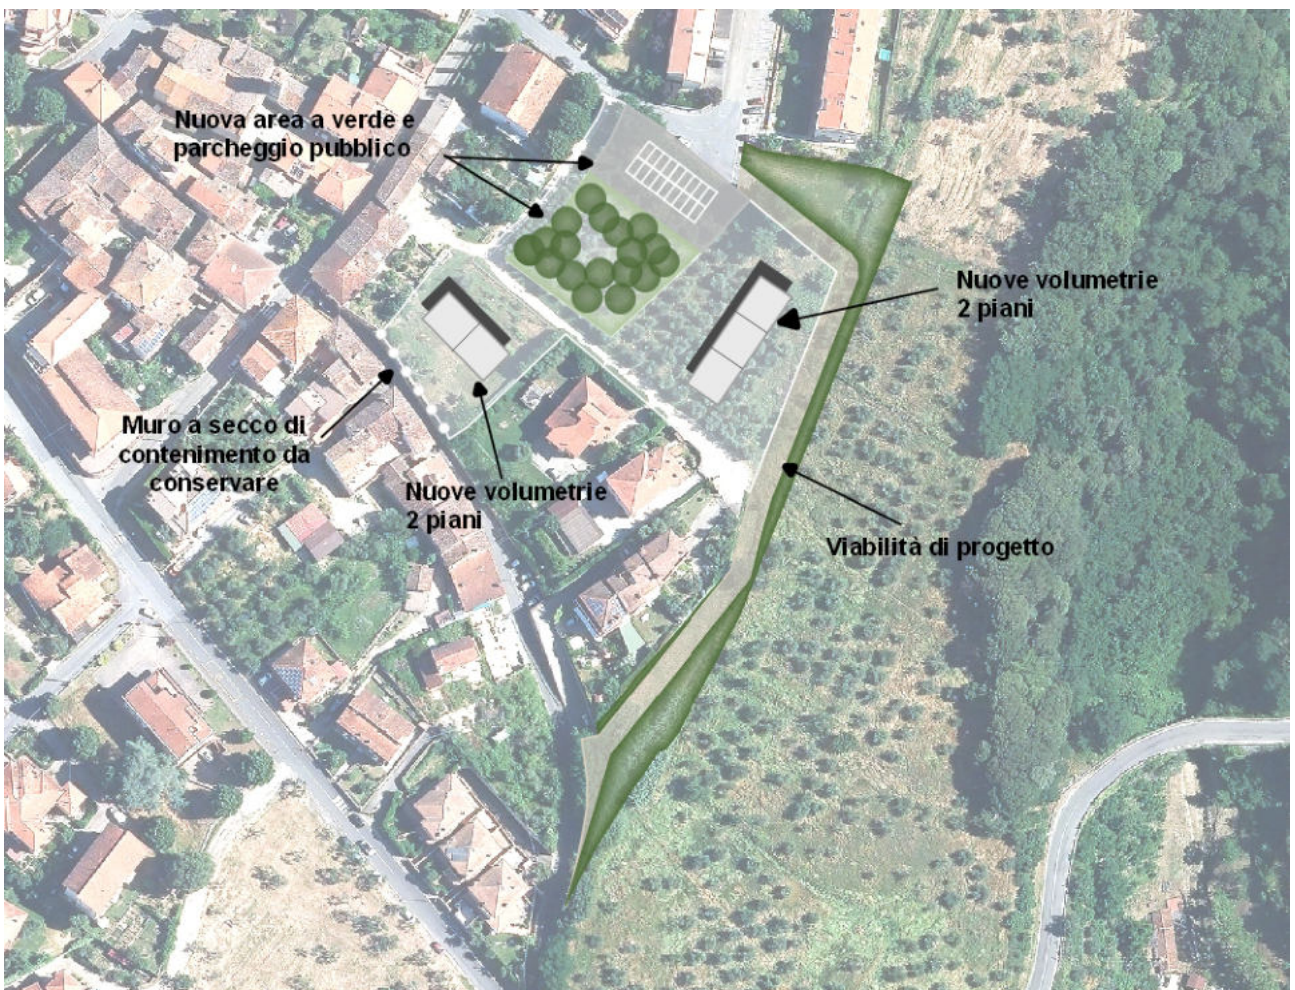 Nuova area a verde e
parcheggio pubblico
Nuove volumetrie
2 piani
Muro a secco di
contenimento da
conservare
Nuove volumetrie
2 piani
Viabilità di progetto